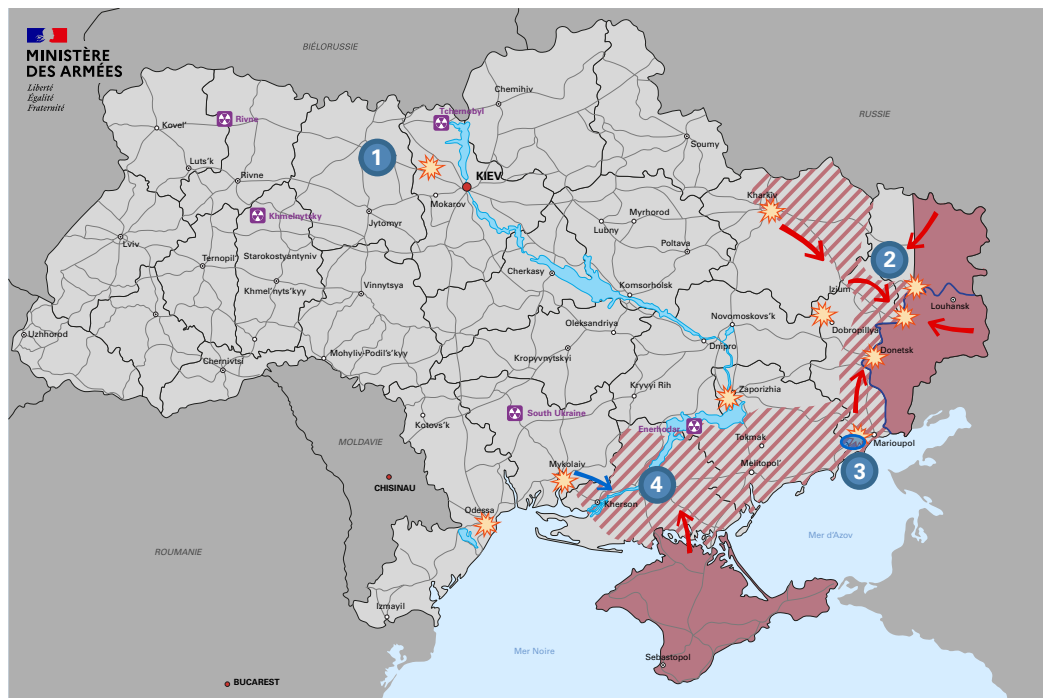 MINISTÈRE
DES ARMÉES
Liberté
Égalité
Fraternité
BIÉLORUSSIE
RUSSIE
Chernihiv
Tchernobyl
Rivne
Kovel'
Soumy
1
Luts'k
Rivne
KIEV
Kharkiv
Mokarov
Khmelnytsky
Jytomyr
Myrhorod
Lubny
Lviv
Starokostyantyniv
Poltava
Ternopil'
2
Cherkasy
Khmel'nyts'kyy
Vinnytsya
Komsorholsk
Izium
Louhansk
Novomoskovs'k
Oleksandriya
Dobropillya
Uzhhorod
Dnipro
Mohyliv-Podil's'kyy
Kropyvnytskyi
Donetsk
Chernivtsi
Kryvyi Rih
Zaporizhia
South Ukraine
Kotovs'k
Enerhodar
Tokmak
MOLDAVIE
Marioupol
Mykolaiv
Melitopol'
3
4
CHISINAU
Kherson
Odessa
Mer d'Azov
ROUMANIE
Izmayil
Mer Noire
Sebastopol
BUCAREST